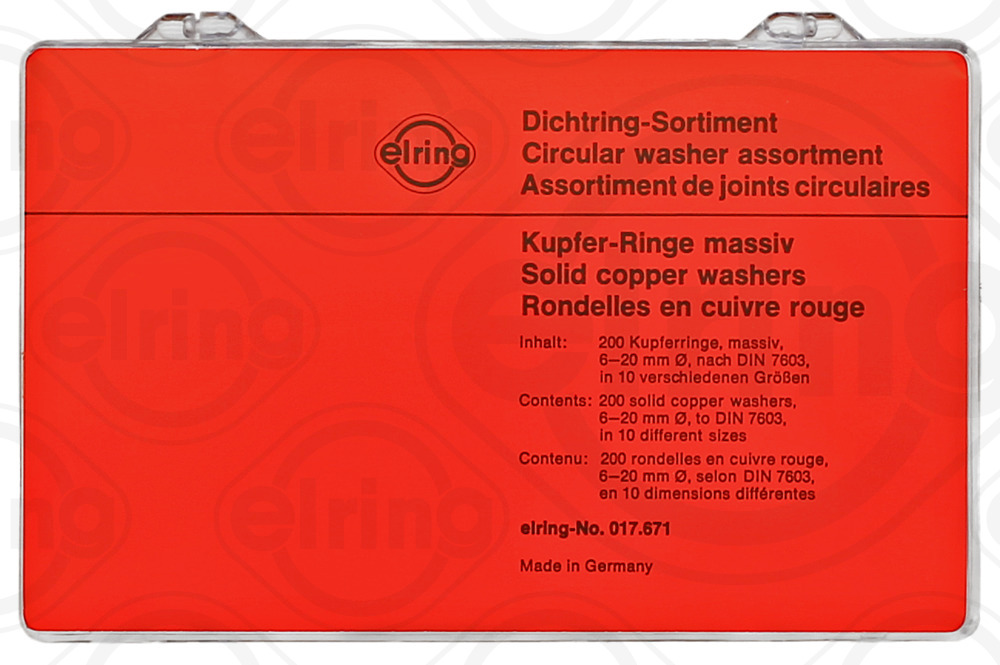 elring
Dichtring-Sortiment
Circular washer assortment
Assortiment de joints circulaires
Kupfer-Ringe massiv
Solid copper washers
Rondelles en cuivre rouge
Inhalt: 200 Kupferringe, massiv,
6–20 mm Ø, nach DIN 7603,
in 10 verschiedenen Größen
Contents: 200 solid copper washers,
6–20 mm Ø, to DIN 7603,
in 10 different sizes
Contenu: 200 rondelles en cuivre rouge,
6–20 mm Ø, selon DIN 7603,
en 10 dimensions différentes
elring-No. 017.671
Made in Germany